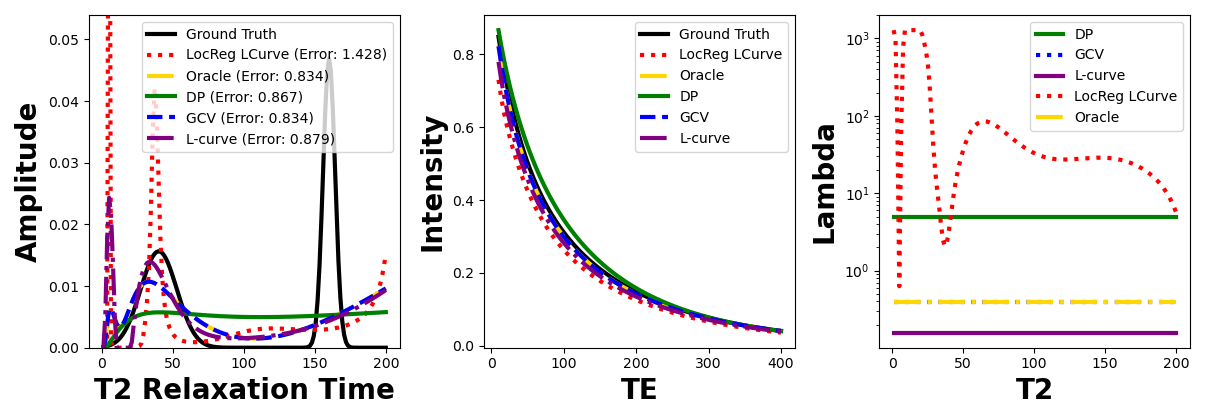 Amplitude
0.05
0.04
0.03
0.02
0.01
0.00
0
50
100
150
200
T2 Relaxation Time
Ground Truth
LocReg LCurve (Error: 1.428)
Oracle (Error: 0.834)
DP (Error: 0.867)
GCV (Error: 0.834)
L-curve (Error: 0.879)
Intensity
0.8
0.6
0.4
0.2
0.0
0
100
200
300
400
TE
Ground Truth
LocReg LCurve
Oracle
DP
GCV
L-curve
Lambda
10³
10²
10¹
10⁰
0
50
100
150
200
T2
DP
GCV
L-curve
LocReg LCurve
Oracle